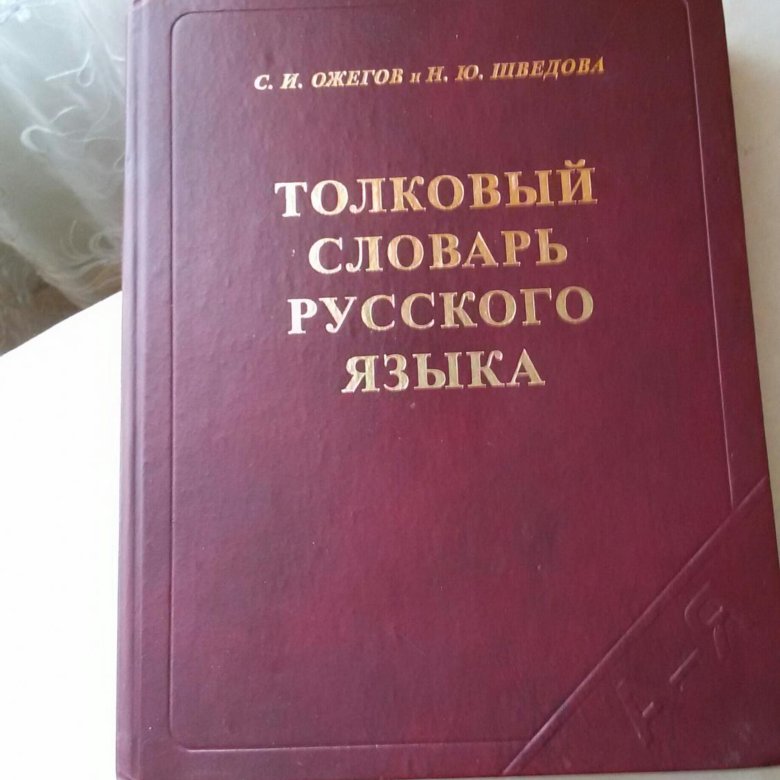 С. И. ОЖЕГОВ и Н. Ю. ШВЕДОВА
ТОЛКОВЫЙ
СЛОВАРЬ
РУССКОГО
ЯЗЫКА
А–Я